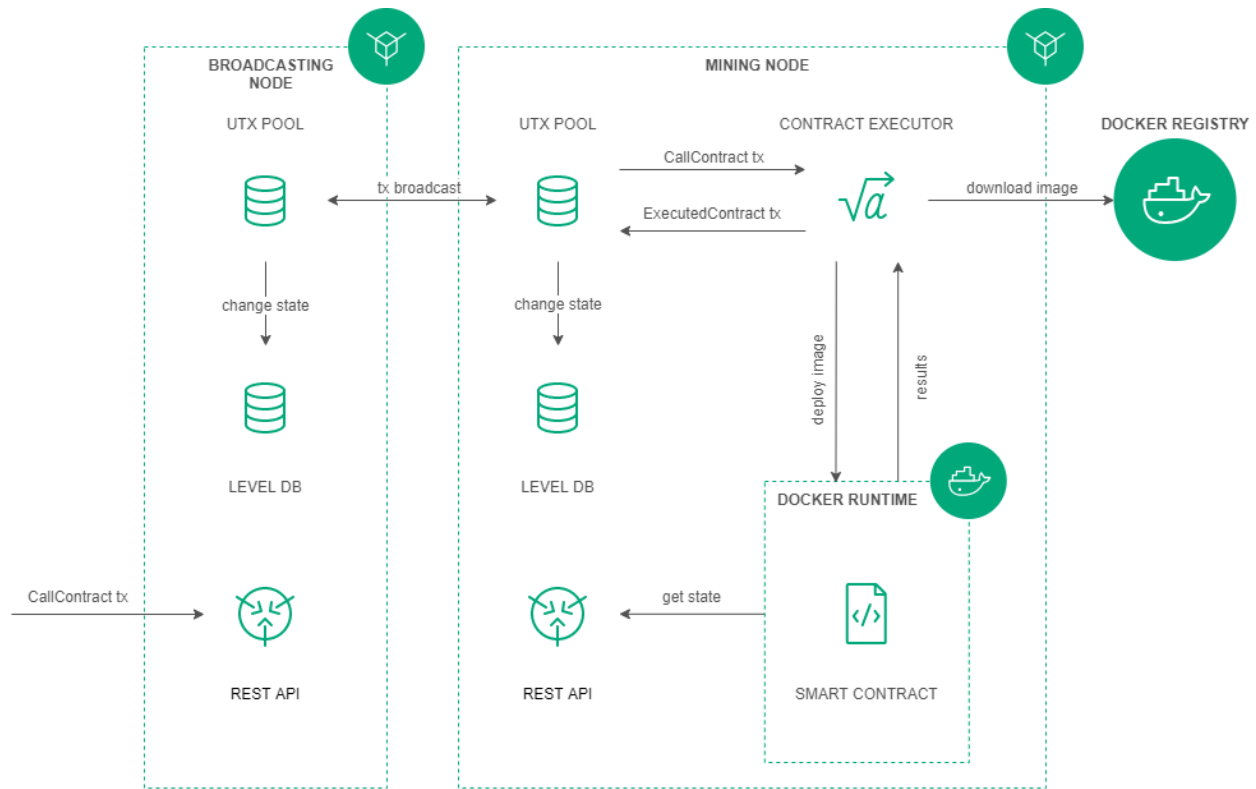 BROADCASTING
NODE
MINING NODE
UTX POOL
UTX POOL
CONTRACT EXECUTOR
DOCKER REGISTRY
CallContract tx
tx broadcast
√a
download image
ExecutedContract tx
change state
change state
deploy image
results
LEVEL DB
LEVEL DB
DOCKER RUNTIME
CallContract tx
get state
</>
REST API
REST API
SMART CONTRACT